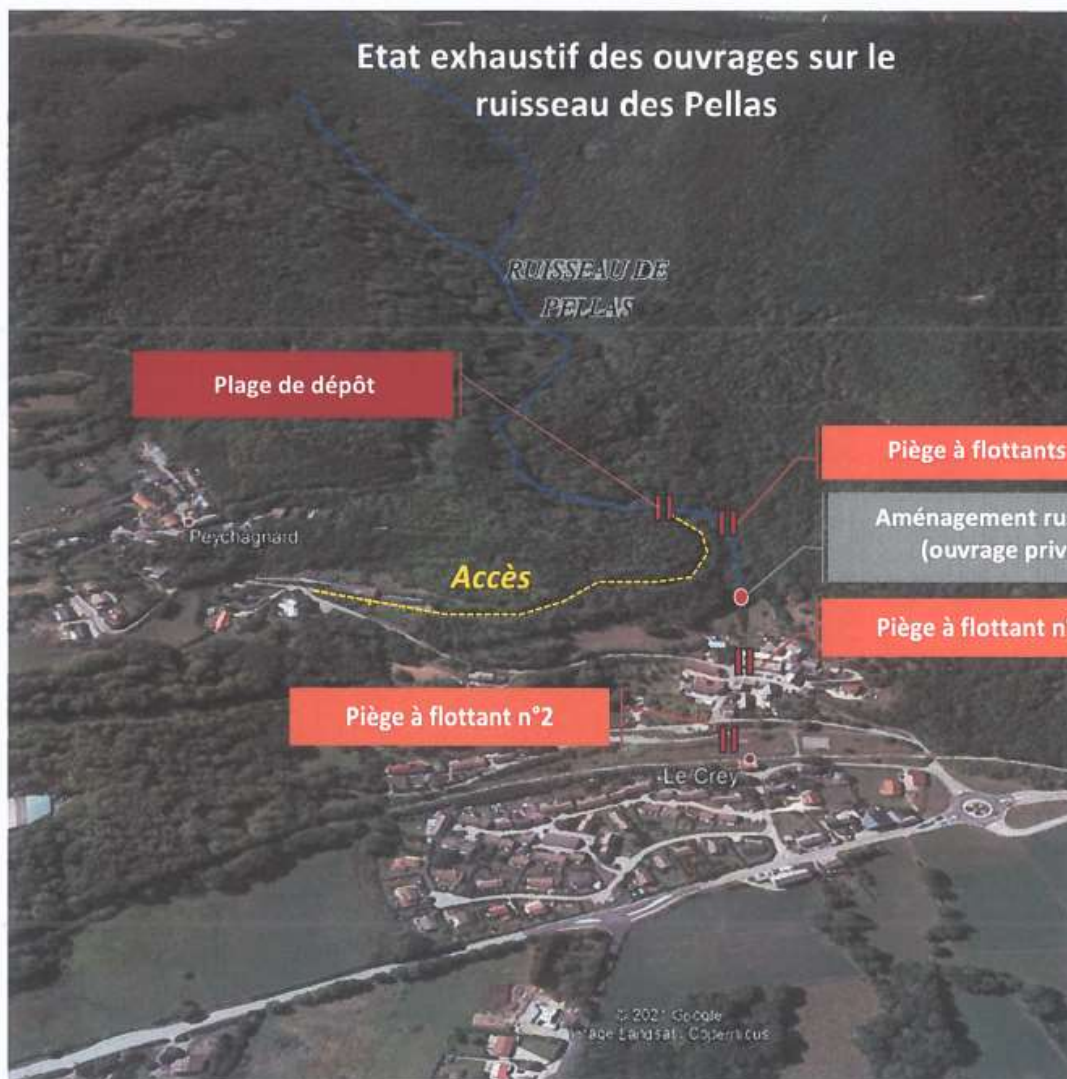 Etat exhaustif des ouvrages sur le
ruisseau des Pellas
RUISSEAU DE
PELLAS
Plage de dépôt
Piège à flottants
Peychagnard
Aménagement ru
(ouvrage priv
Accès
Piège à flottant n
Piège à flottant n°2
Le Crey
© 2021 Google
Image Landsat / Copernicus